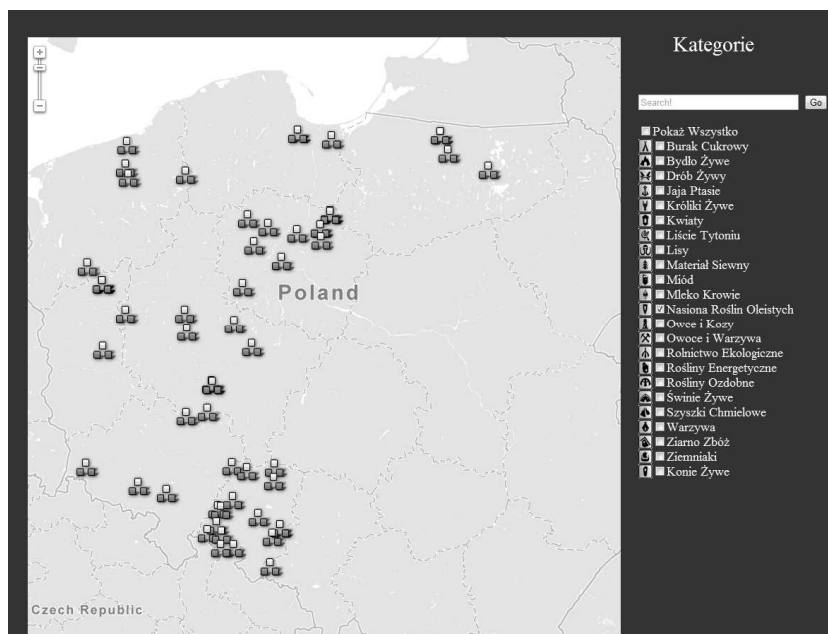 Kategorie
Search!
Go
Pokaż Wszystko
Burak Cukrowy
Bydło Żywe
Drób Żywy
Jaja Ptasie
Króliki Żywe
Kwiaty
Liście Tytoniu
Lisy
Materiał Siewny
Miód
Mleko Krowie
Nasiona Roślin Oleistych
Owce i Kozy
Owoce i Warzywa
Rolnictwo Ekologiczne
Rośliny Energetyczne
Rośliny Ozdobne
Świnie Żywe
Szyszki Chmielowe
Warzywa
Ziarno Zbóż
Ziemniaki
Konie Żywe
Poland
Czech Republic